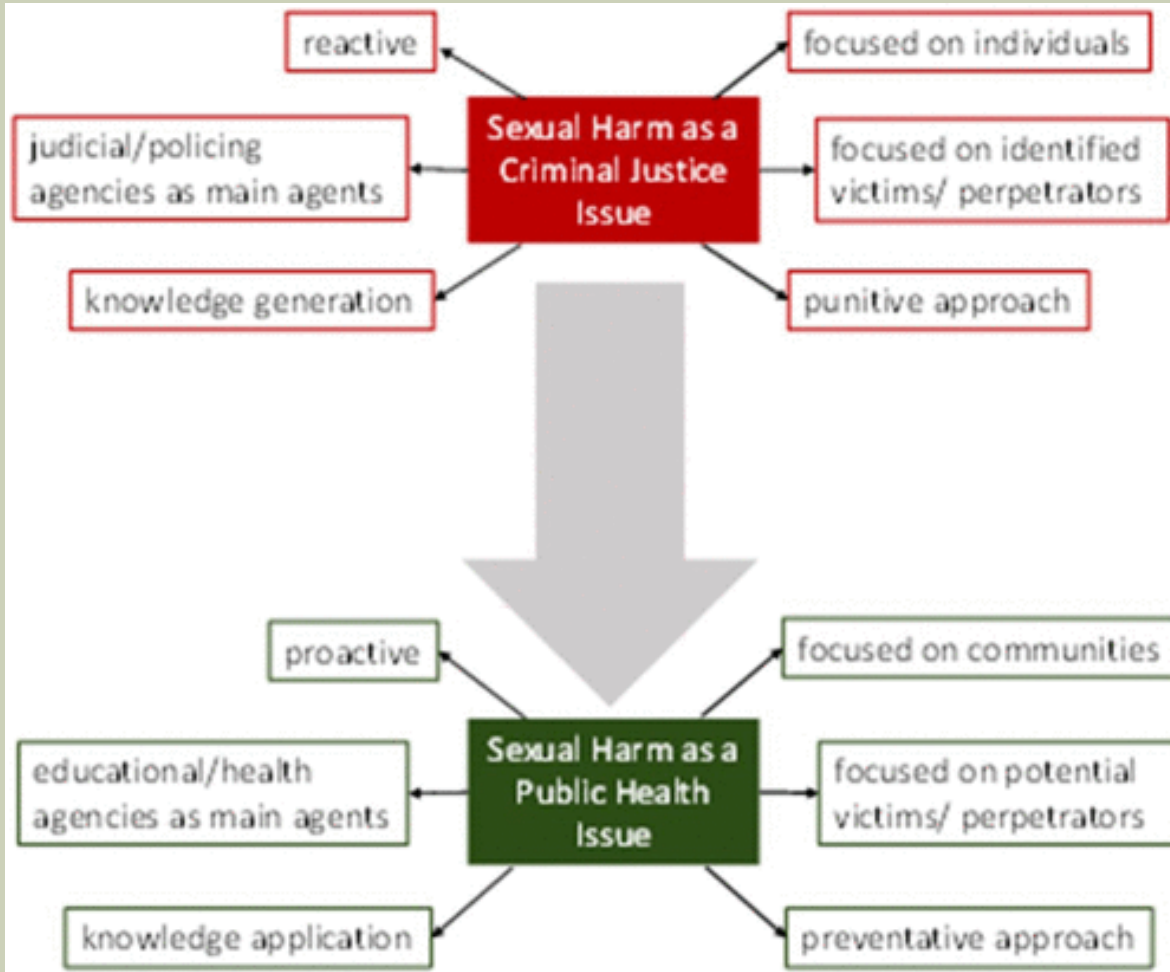 reactive
focused on individuals
Sexual Harm as a
Criminal Justice
Issue
judicial/policing
agencies as main agents
focused on identified
victims/ perpetrators
knowledge generation
punitive approach
proactive
focused on communities
Sexual Harm as a
Public Health
Issue
educational/health
agencies as main agents
focused on potential
victims/ perpetrators
knowledge application
preventative approach